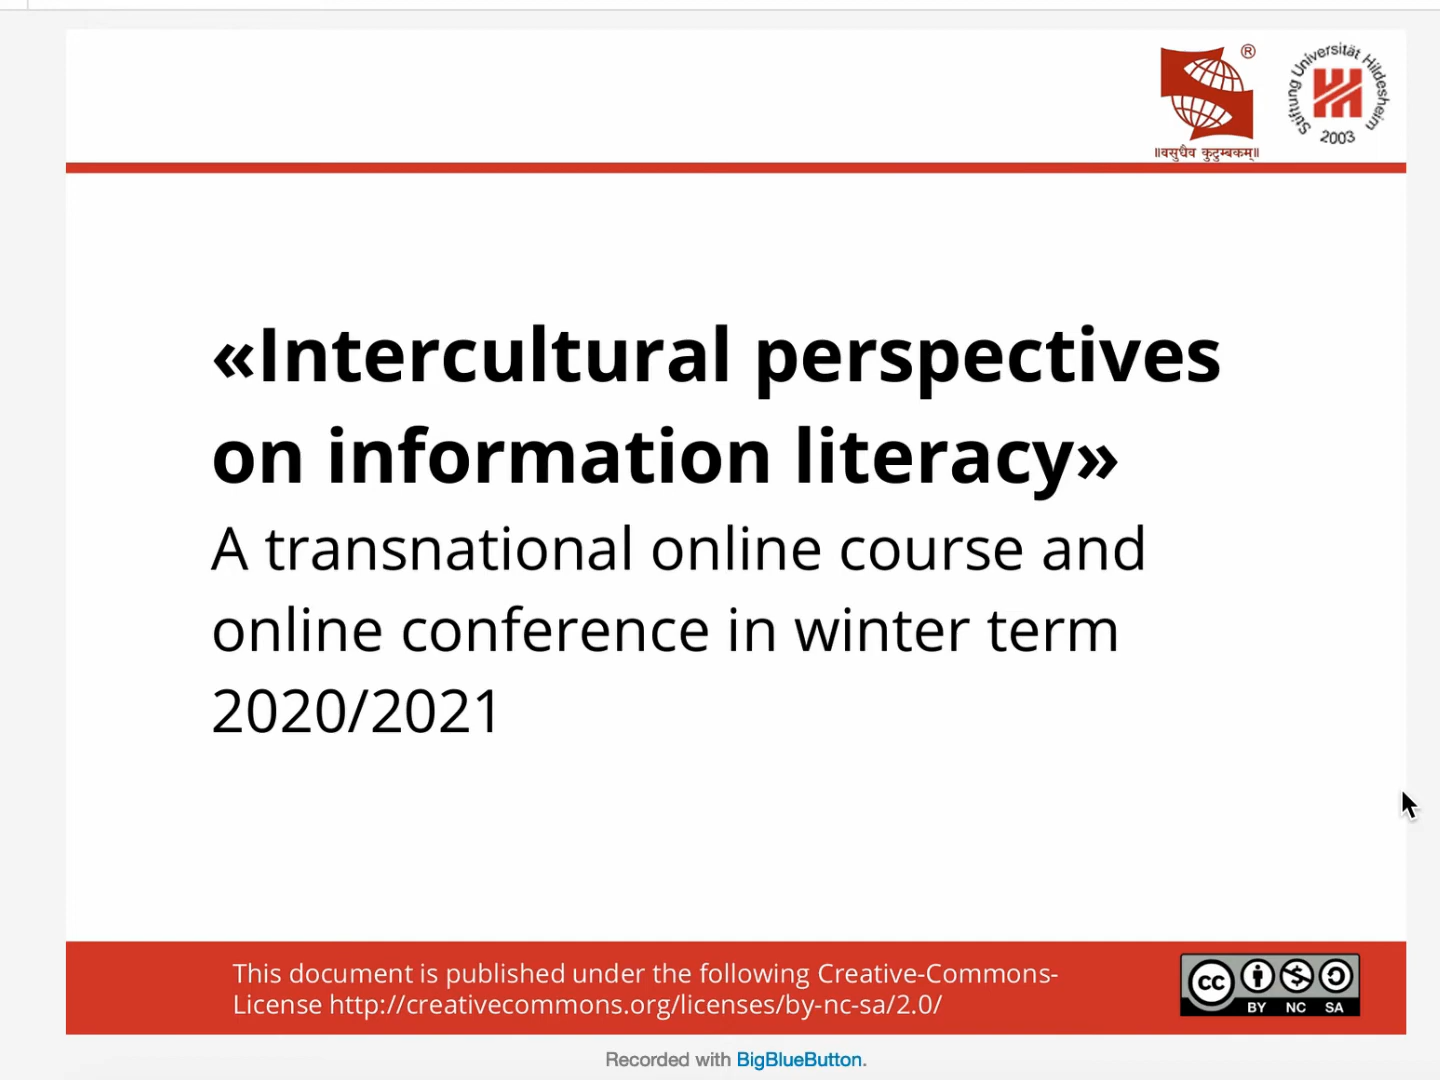 ®
Stiftung Universität Hildesheim
2003
॥वसुधैव कुटुम्बकम्॥
«Intercultural perspectives
on information literacy»
A transnational online course and
online conference in winter term
2020/2021
This document is published under the following Creative-Commons-
License http://creativecommons.org/licenses/by-nc-sa/2.0/
cc
BY NC SA
Recorded with BigBlueButton.